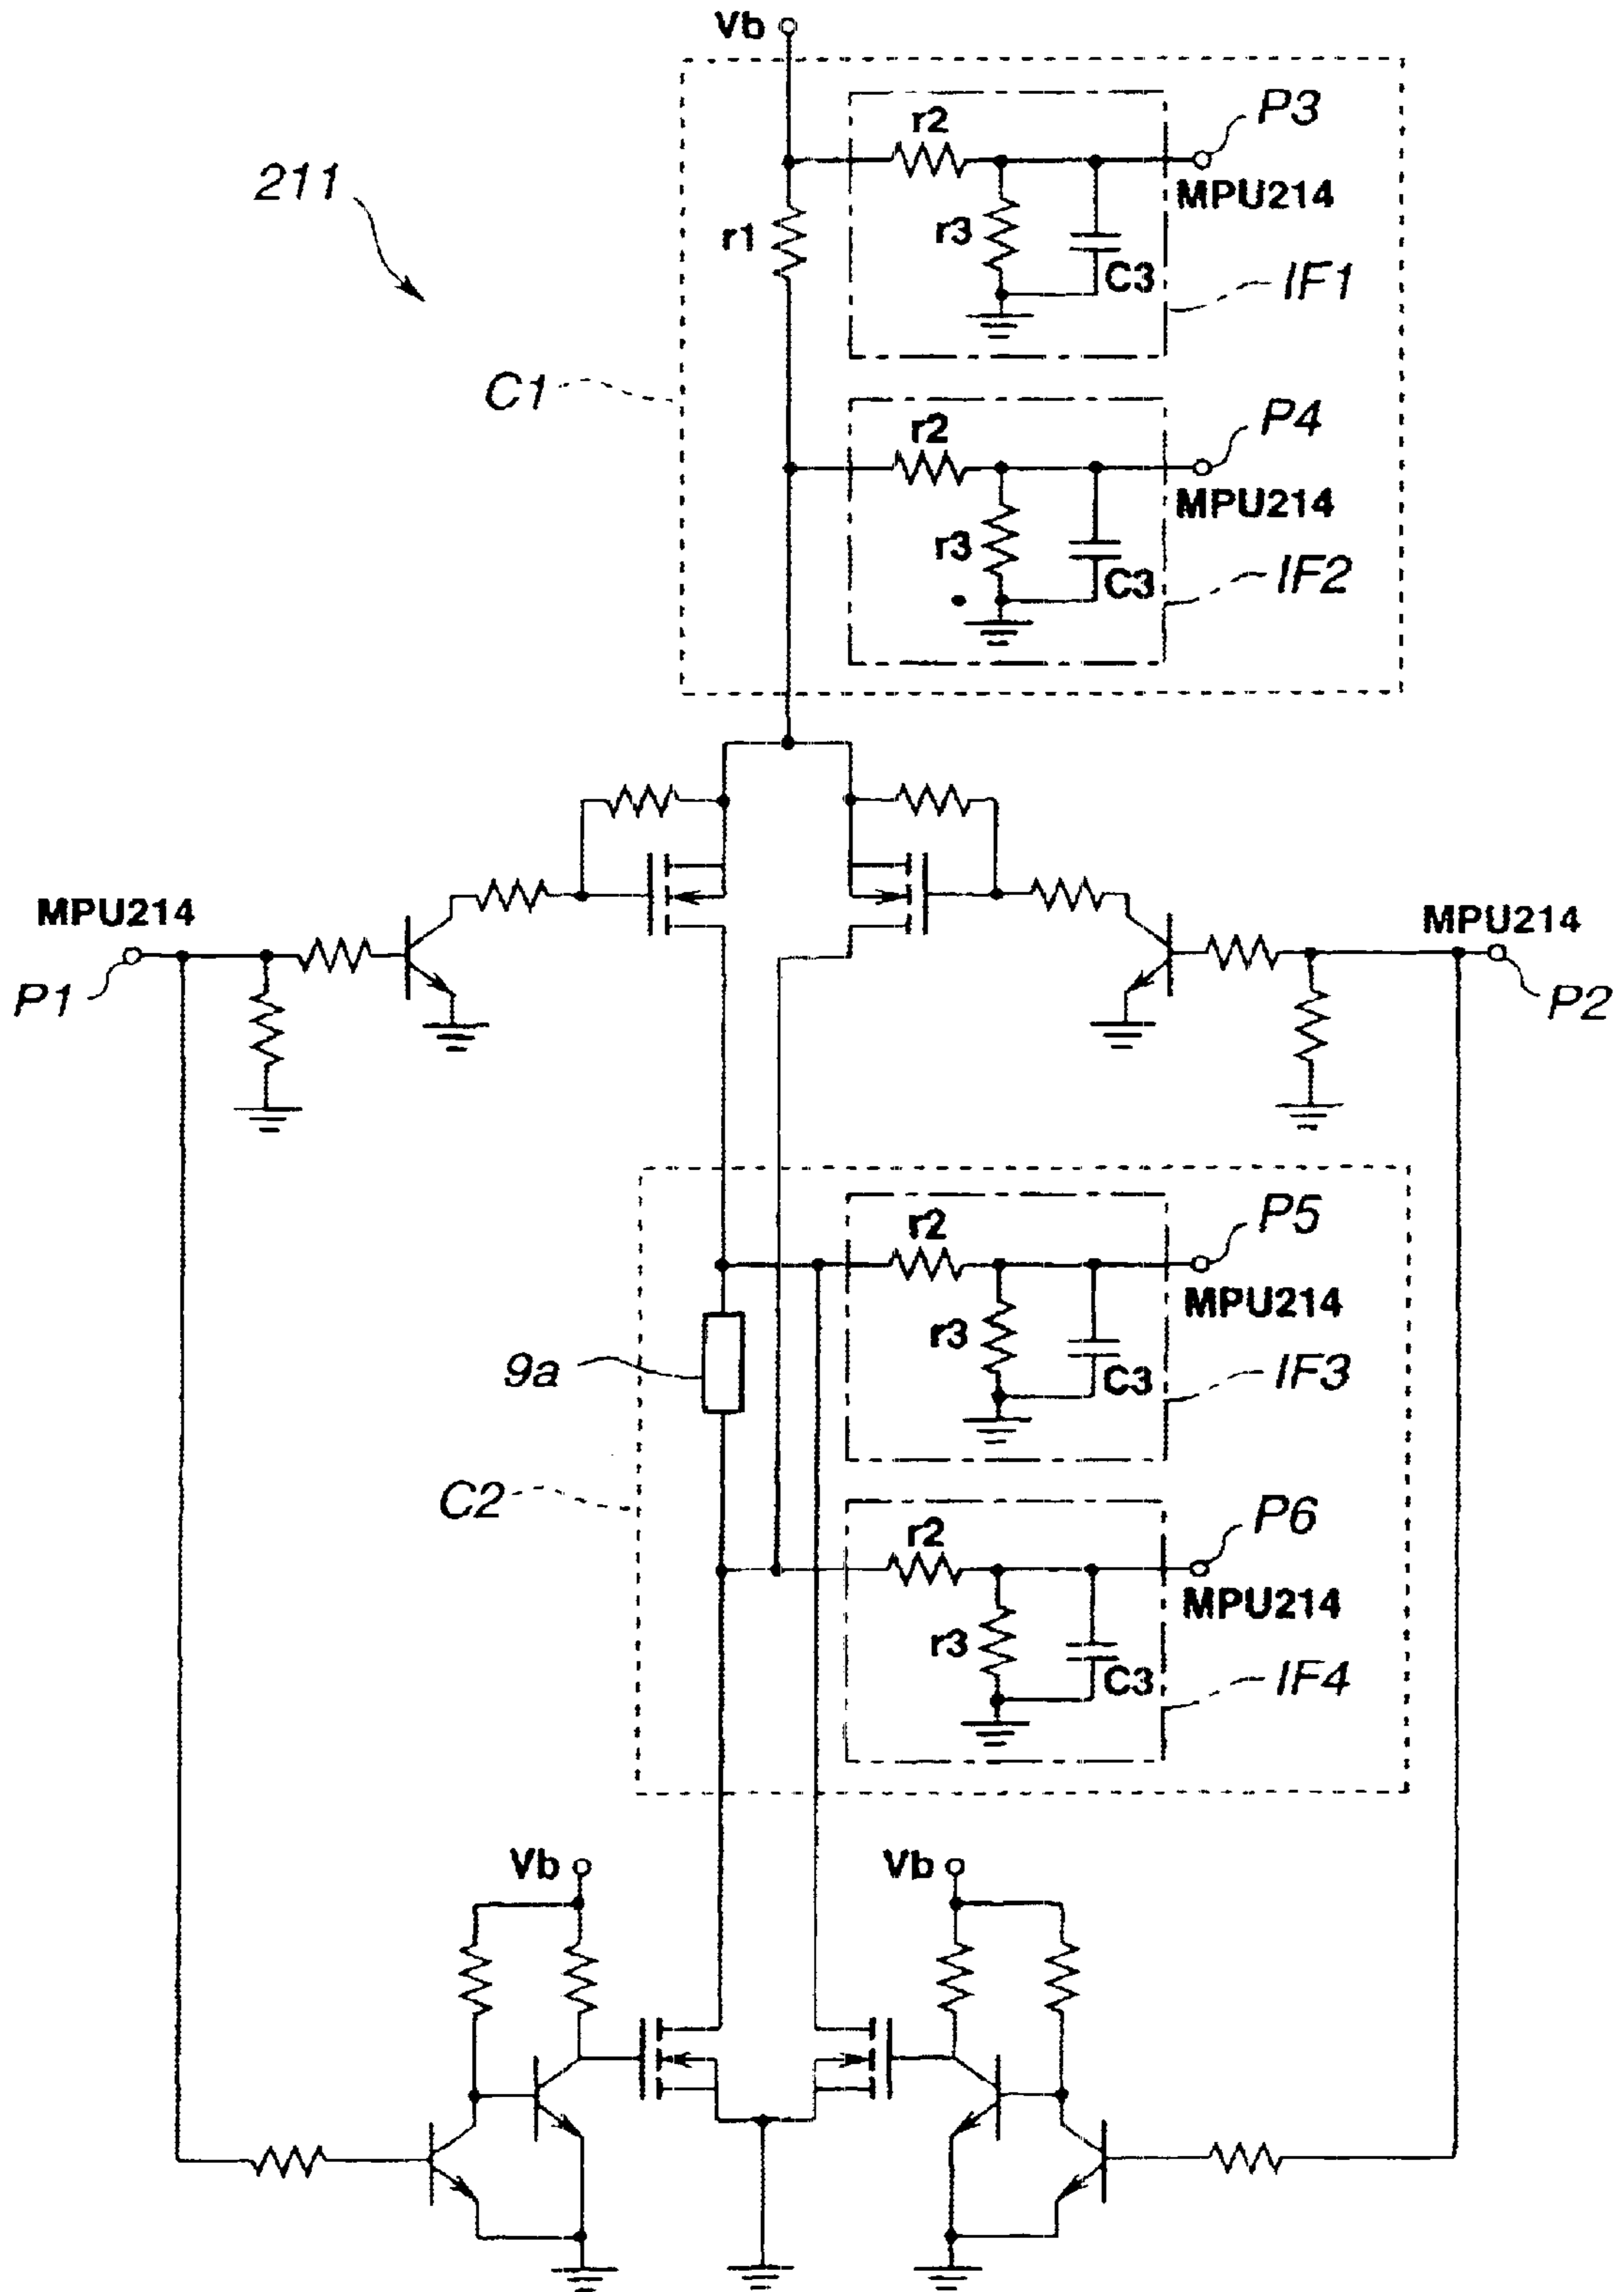 Vb
r2
P3
MPU214
211
r1
r3
C3
IF1
C1
r2
P4
MPU214
r3
C3
IF2
MPU214
P1
MPU214
P2
r2
P5
MPU214
r3
C3
9a
IF3
C2
r2
P6
MPU214
r3
C3
IF4
Vb
Vb